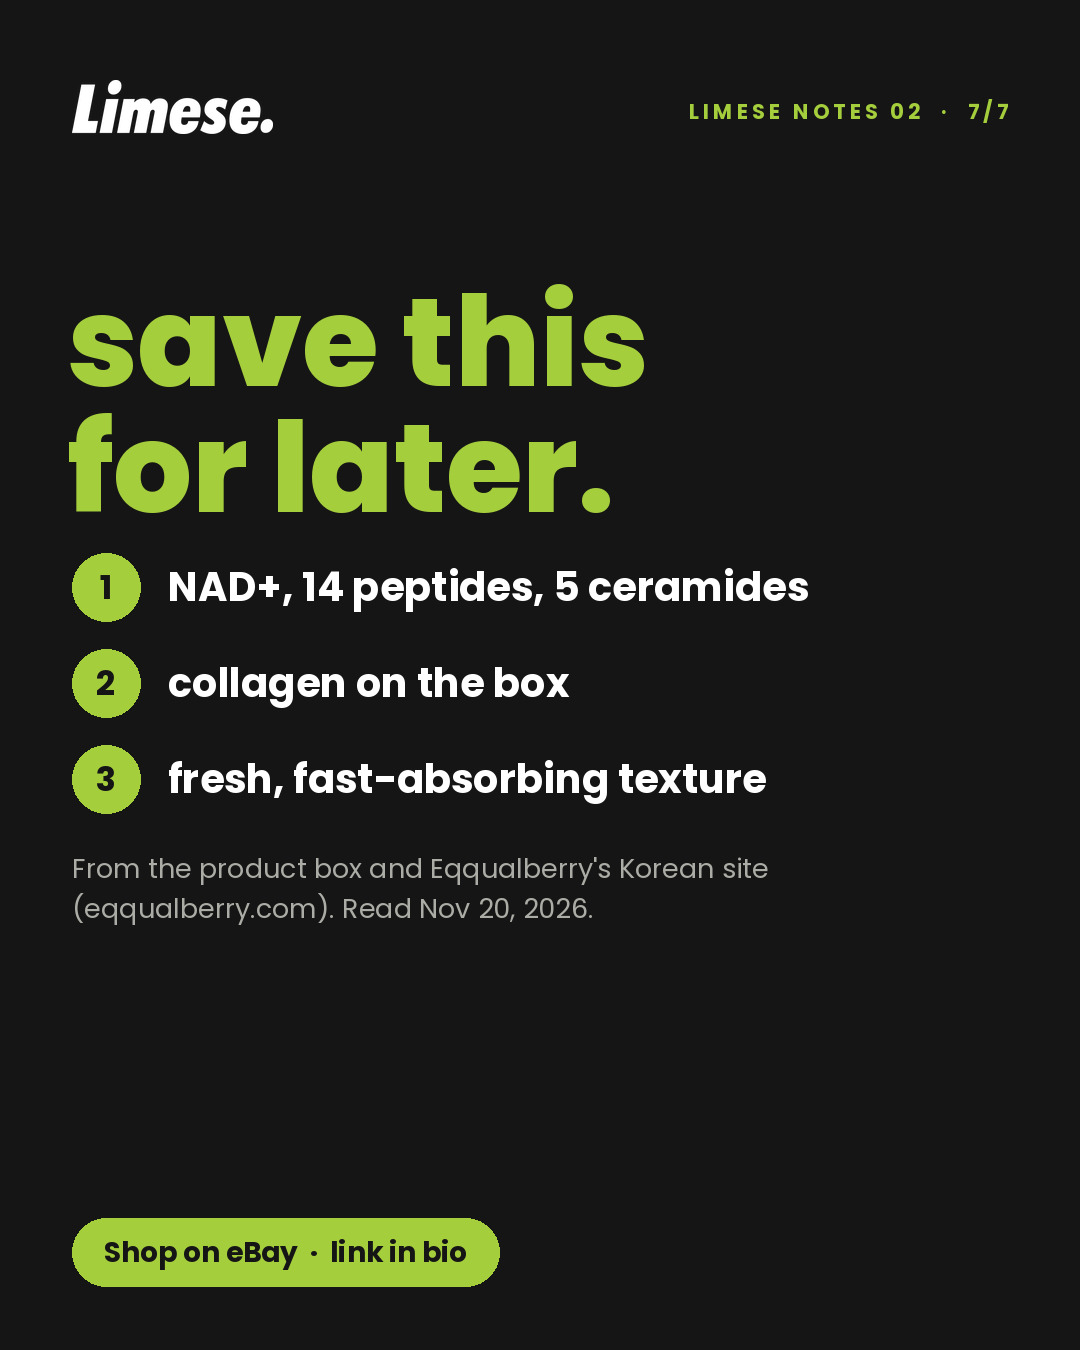 Limese.
LIMESE NOTES 02 · 7/7
save this
for later.
1 NAD+, 14 peptides, 5 ceramides
2 collagen on the box
3 fresh, fast-absorbing texture
From the product box and Eqqualberry's Korean site
(eqqualberry.com). Read Nov 20, 2026.
Shop on eBay · link in bio